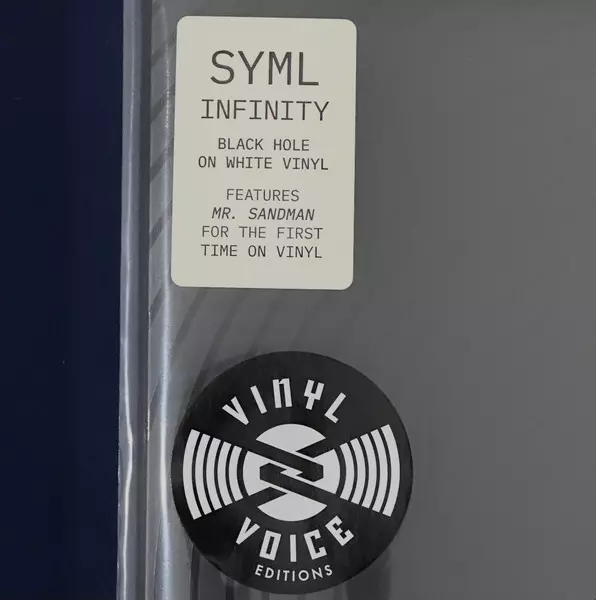 SYML
INFINITY
BLACK HOLE
ON WHITE VINYL
FEATURES
MR. SANDMAN
FOR THE FIRST
TIME ON VINYL
VINYL
VOICE
EDITIONS